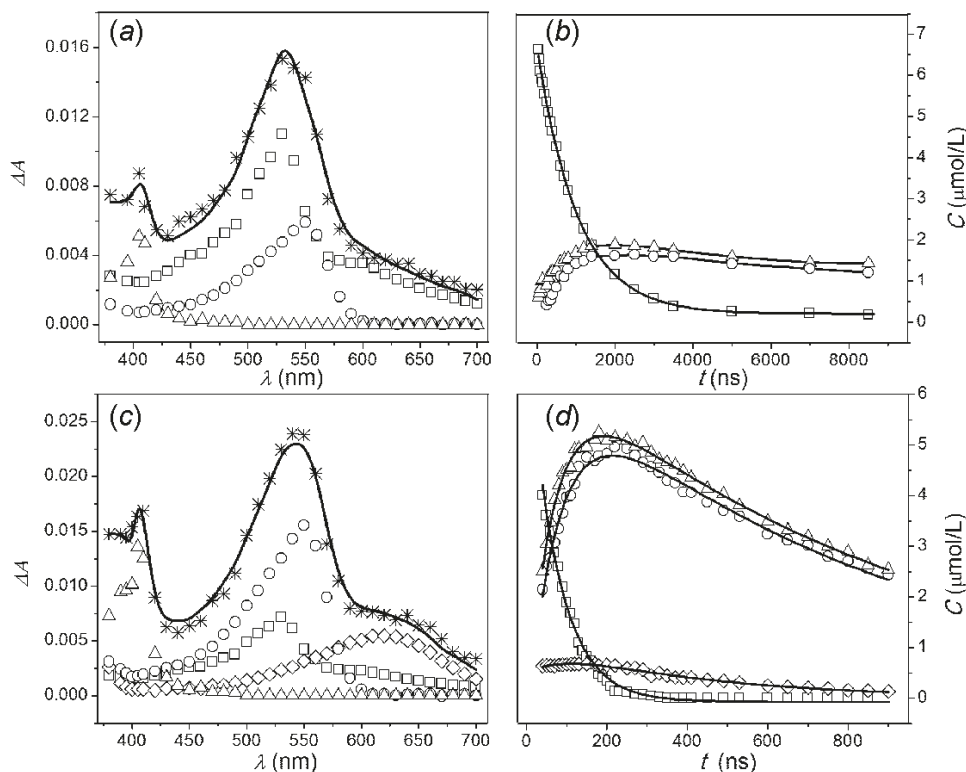 (a)
0.016
0.012
0.008
0.004
0.000
ΔA
400 450 500 550 600 650 700
λ (nm)
(b)
7
6
5
4
3
2
1
0
C (μmol/L)
0 2000 4000 6000 8000
t (ns)
(c)
0.025
0.020
0.015
0.010
0.005
0.000
ΔA
400 450 500 550 600 650 700
λ (nm)
(d)
6
5
4
3
2
1
0
C (μmol/L)
0 200 400 600 800
t (ns)